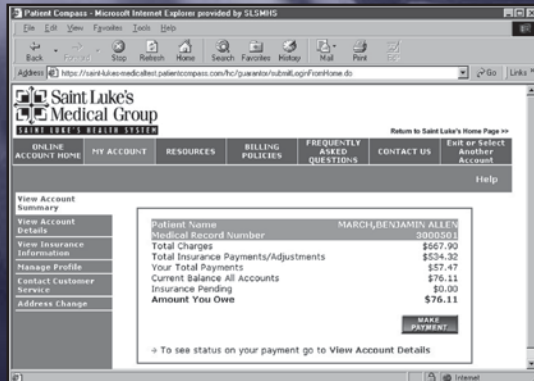 Patient Compass - Microsoft Internet Explorer provided by SLSMHS
File Edit View Favorites Tools Help
Back Forward Stop Refresh Home Search Favorites History Mail Print Edit
Address https://saint-lukes-medicaltest.patientcompass.com/hc/guarantor/submitLoginFromHome.do Go Links »
Saint Luke's
Medical Group
SAINT LUKE'S HEALTH SYSTEM
Return to Saint Luke's Home Page >>
ONLINE ACCOUNT HOME
MY ACCOUNT
RESOURCES
BILLING POLICIES
FREQUENTLY ASKED QUESTIONS
CONTACT US
Exit or Select Another Account
Help
View Account
Summary
View Account
Details
View Insurance
Information
Manage Profile
Contact Customer
Service
Address Change
Patient Name MARCH,BENJAMIN ALLEN
Medical Record Number 3000501
Total Charges $667.90
Total Insurance Payments/Adjustments $534.32
Your Total Payments $57.47
Current Balance All Accounts $76.11
Insurance Pending $0.00
Amount You Owe $76.11
MAKE
PAYMENT
→ To see status on your payment go to View Account Details
Internet